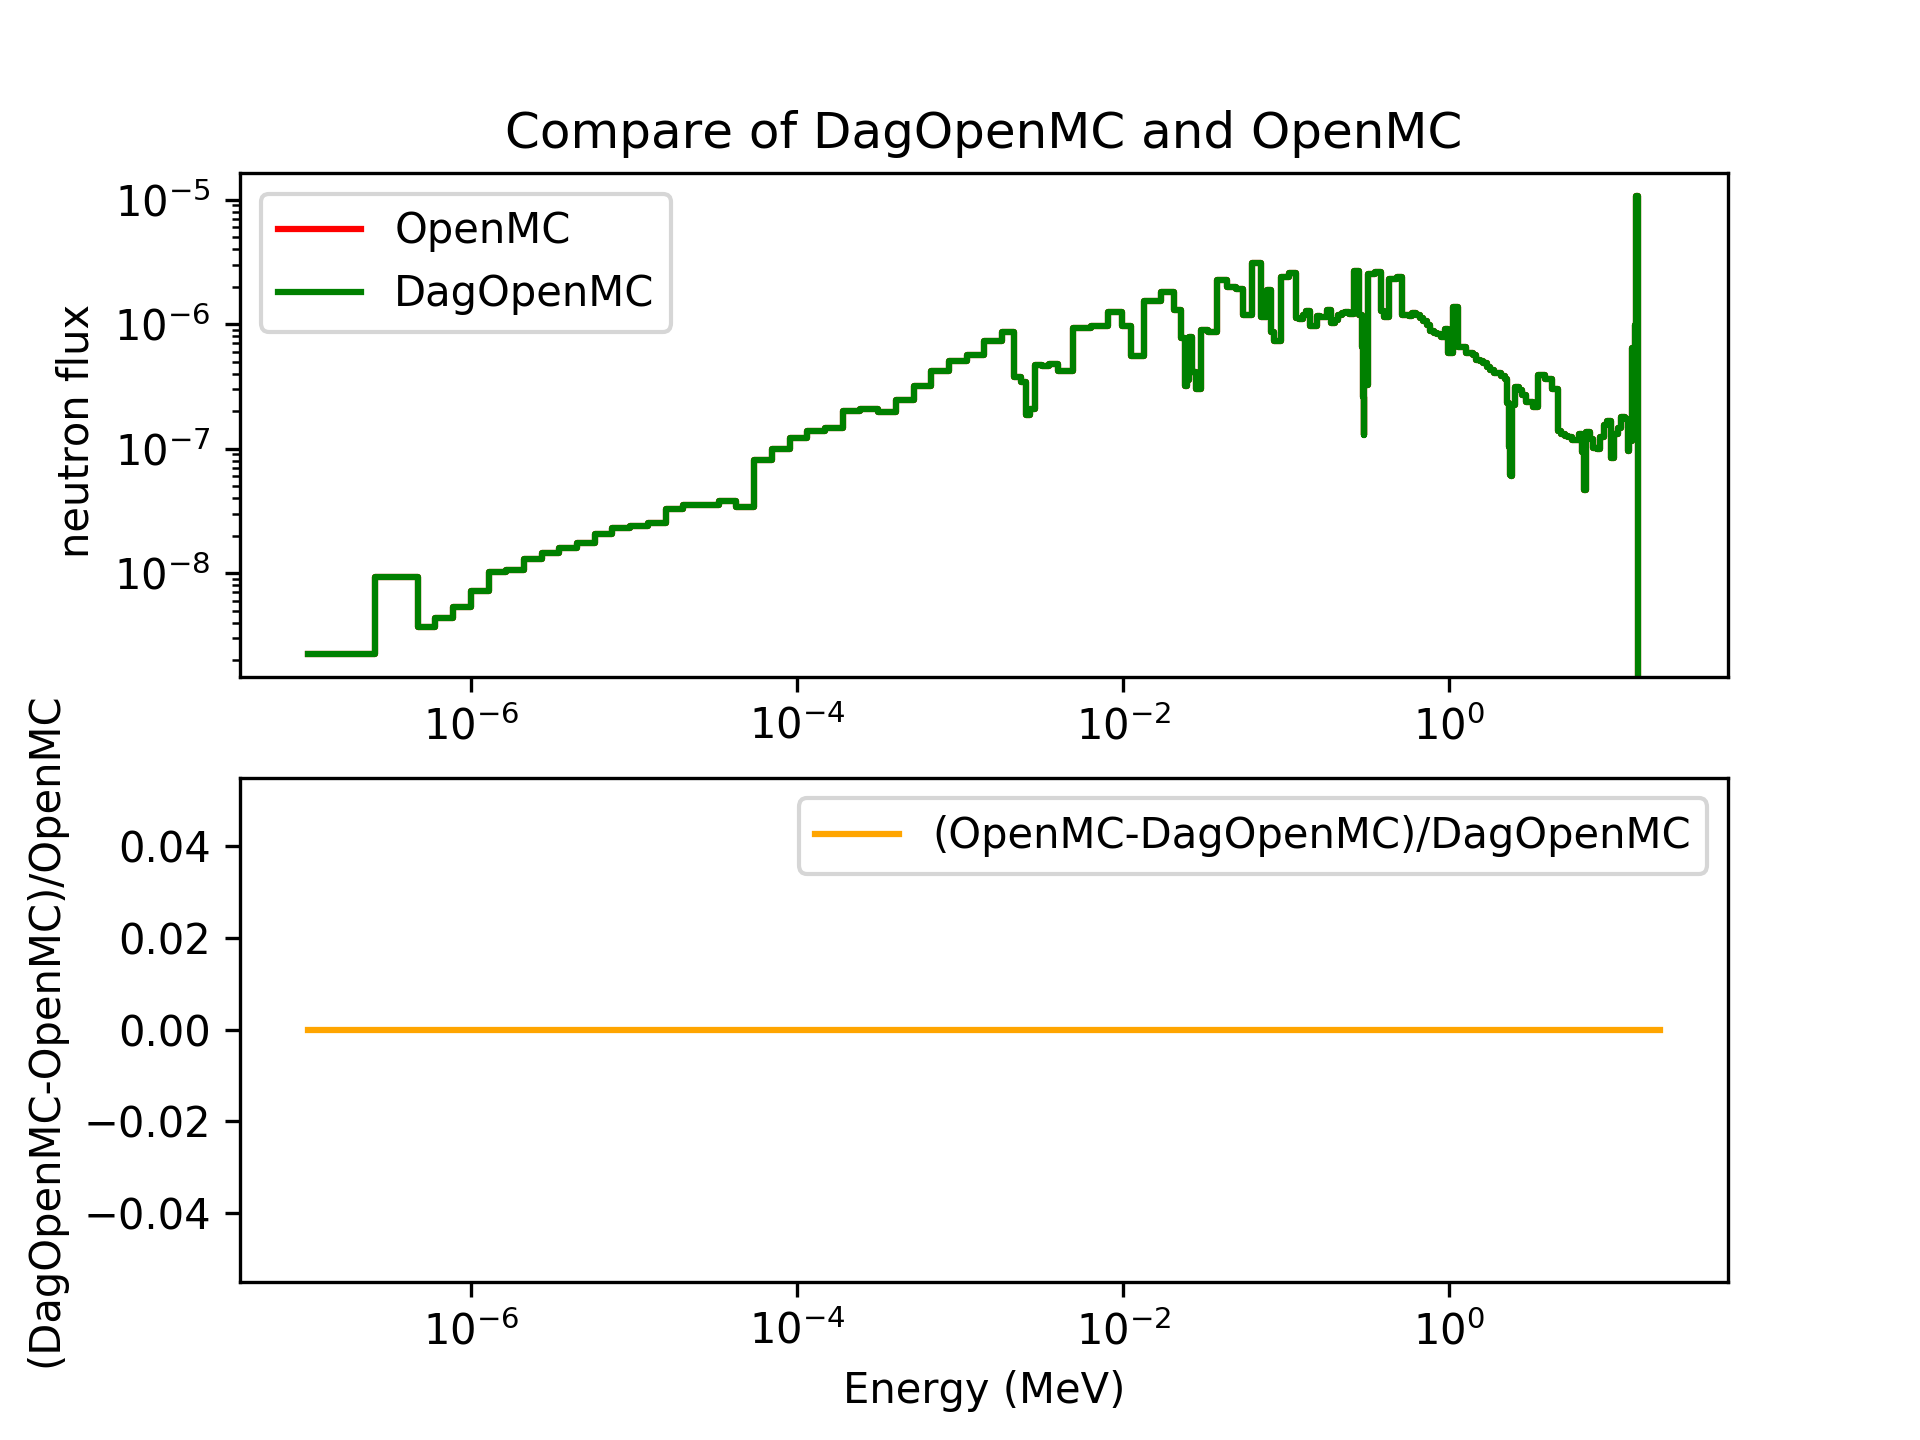 Compare of DagOpenMC and OpenMC
neutron flux
10⁻⁵
10⁻⁶
10⁻⁷
10⁻⁸
OpenMC
DagOpenMC
10⁻⁶ 10⁻⁴ 10⁻² 10⁰
(DagOpenMC-OpenMC)/OpenMC
0.04
0.02
0.00
−0.02
−0.04
(OpenMC-DagOpenMC)/DagOpenMC
10⁻⁶ 10⁻⁴ 10⁻² 10⁰
Energy (MeV)